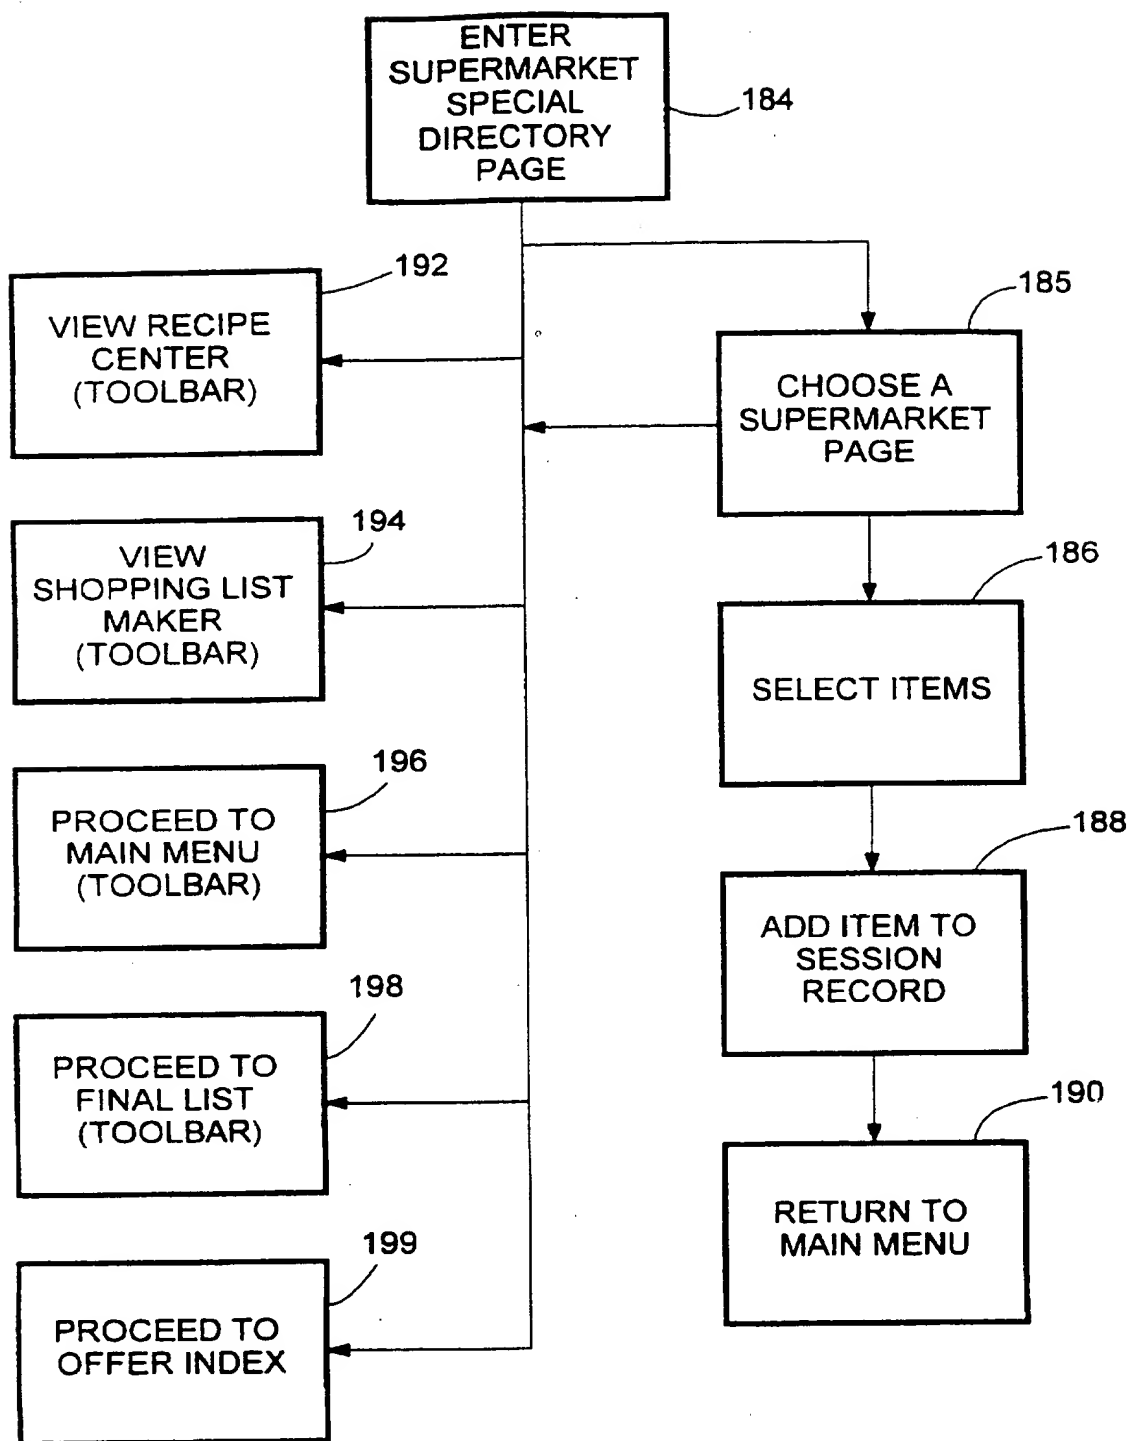 ENTER
SUPERMARKET
SPECIAL
DIRECTORY
PAGE
184
192
VIEW RECIPE
CENTER
(TOOLBAR)
185
CHOOSE A
SUPERMARKET
PAGE
194
VIEW
SHOPPING LIST
MAKER
(TOOLBAR)
186
SELECT ITEMS
196
PROCEED TO
MAIN MENU
(TOOLBAR)
188
ADD ITEM TO
SESSION
RECORD
198
PROCEED TO
FINAL LIST
(TOOLBAR)
190
RETURN TO
MAIN MENU
199
PROCEED TO
OFFER INDEX